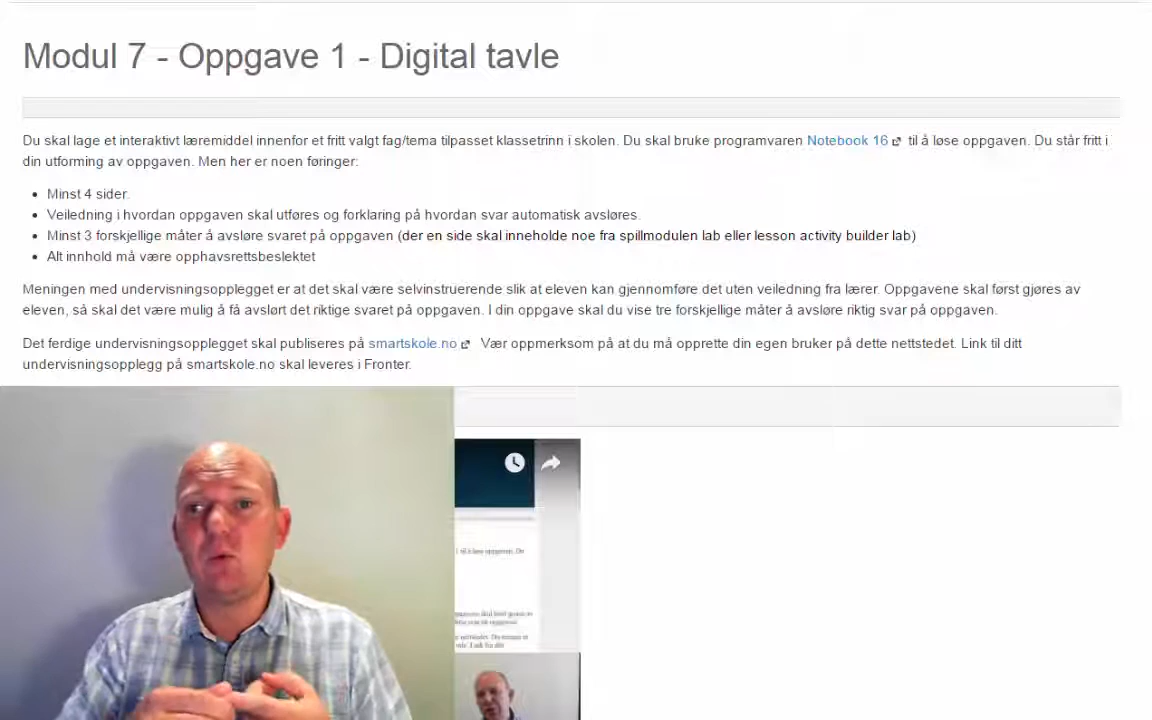 Modul 7 - Oppgave 1 - Digital tavle
Du skal lage et interaktivt læremiddel innenfor et fritt valgt fag/tema tilpasset klassetrinn i skolen. Du skal bruke programvaren Notebook 16 til å løse oppgaven. Du står fritt i
din utforming av oppgaven. Men her er noen føringer:
Minst 4 sider.
Veiledning i hvordan oppgaven skal utføres og forklaring på hvordan svar automatisk avsløres.
Minst 3 forskjellige måter å avsløre svaret på oppgaven (der en side skal inneholde noe fra spillmodulen lab eller lesson activity builder lab)
Alt innhold må være opphavsrettsbeslektet
Meningen med undervisningsopplegget er at det skal være selvinstruerende slik at eleven kan gjennomføre det uten veiledning fra lærer. Oppgavene skal først gjøres av
eleven, så skal det være mulig å få avslørt det riktige svaret på oppgaven. I din oppgave skal du vise tre forskjellige måter å avsløre riktig svar på oppgaven.
Det ferdige undervisningsopplegget skal publiseres på smartskole.no Vær oppmerksom på at du må opprette din egen bruker på dette nettstedet. Link til ditt
undervisningsopplegg på smartskole.no skal leveres i Fronter.